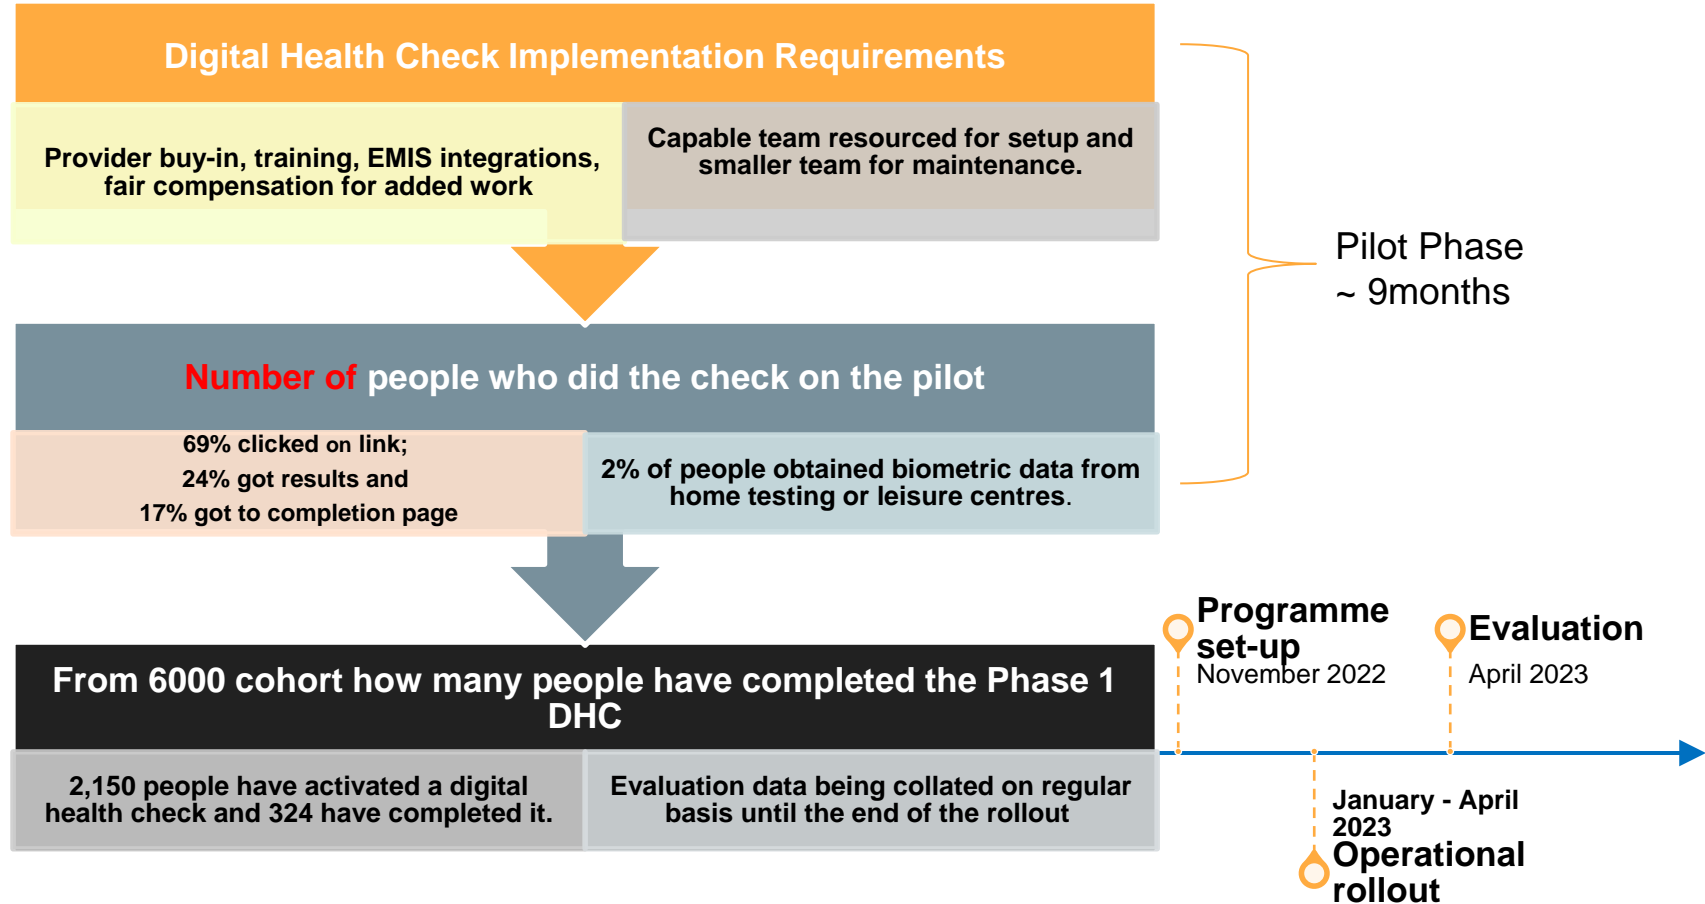 Digital Health Check Implementation Requirements
Provider buy-in, training, EMIS integrations,
fair compensation for added work
Capable team resourced for setup and
smaller team for maintenance.
Pilot Phase
~ 9months
Number of people who did the check on the pilot
69% clicked on link;
24% got results and
17% got to completion page
2% of people obtained biometric data from
home testing or leisure centres.
From 6000 cohort how many people have completed the Phase 1
DHC
2,150 people have activated a digital
health check and 324 have completed it.
Evaluation data being collated on regular
basis until the end of the rollout
Programme
set-up
November 2022
Evaluation
April 2023
January - April
2023
Operational
rollout